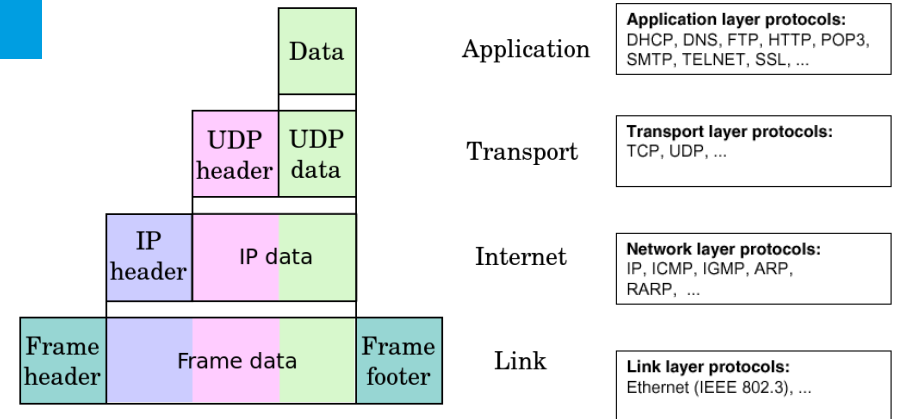 Data
Application
Application layer protocols:
DHCP, DNS, FTP, HTTP, POP3,
SMTP, TELNET, SSL, ...
UDP
header
UDP
data
Transport
Transport layer protocols:
TCP, UDP, ...
IP
header
IP data
Internet
Network layer protocols:
IP, ICMP, IGMP, ARP,
RARP, ...
Frame
header
Frame data
Frame
footer
Link
Link layer protocols:
Ethernet (IEEE 802.3), ...